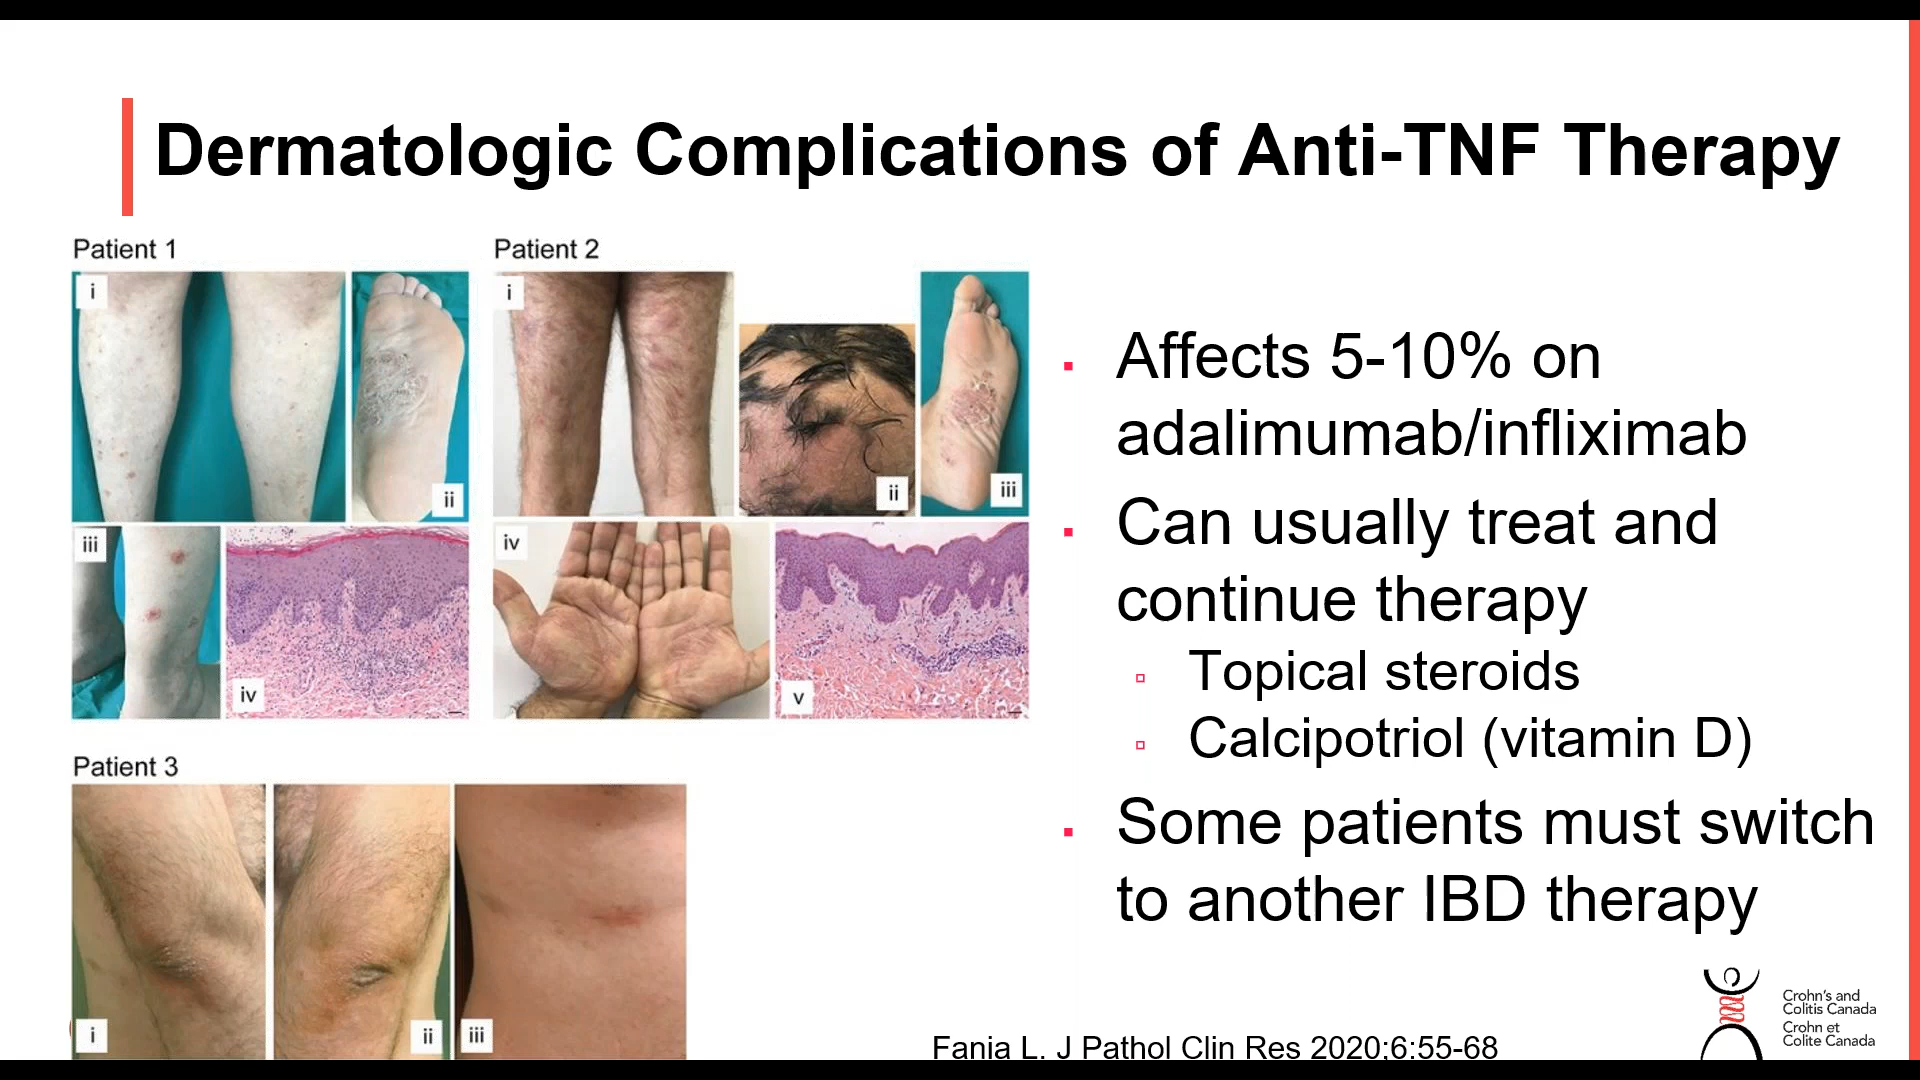 Dermatologic Complications of Anti-TNF Therapy
Patient 1
i
ii
iii
iv
Patient 2
i
ii
iii
iv
v
Patient 3
i
ii
iii
Affects 5-10% on
adalimumab/infliximab
Can usually treat and
continue therapy
Topical steroids
Calcipotriol (vitamin D)
Some patients must switch
to another IBD therapy
Fania L. J Pathol Clin Res 2020;6:55-68
Crohn's and
Colitis Canada
Crohn et
Colite Canada